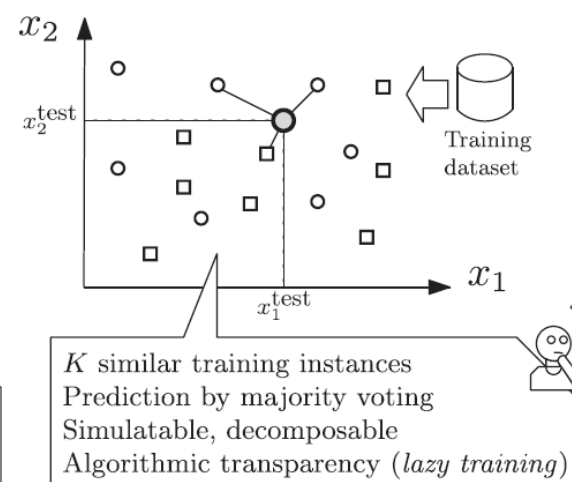 x₂
x₂ᵗᵉˢᵗ
Training
dataset
x₁
x₁ᵗᵉˢᵗ
K similar training instances
Prediction by majority voting
Simulatable, decomposable
Algorithmic transparency (lazy training)